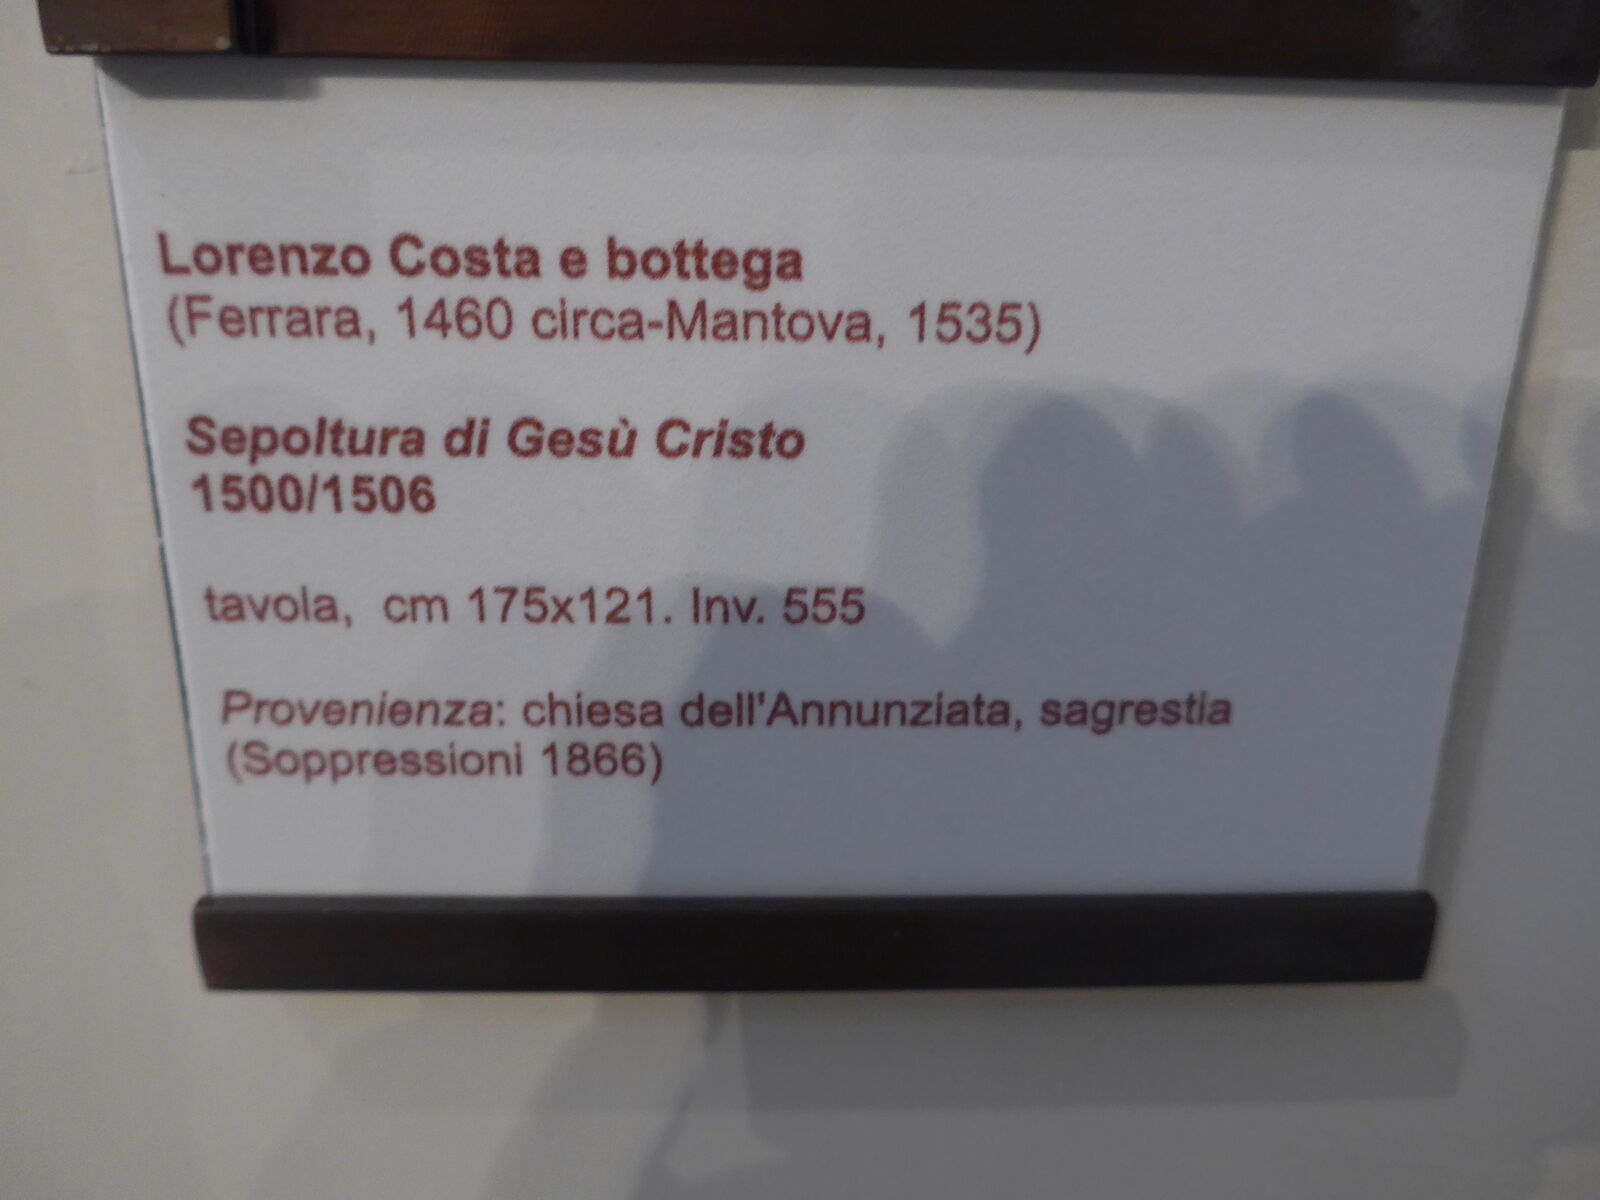 Lorenzo Costa e bottega
(Ferrara, 1460 circa-Mantova, 1535)
Sepoltura di Gesù Cristo
1500/1506
tavola, cm 175x121. Inv. 555
Provenienza: chiesa dell'Annunziata, sagrestia
(Soppressioni 1866)